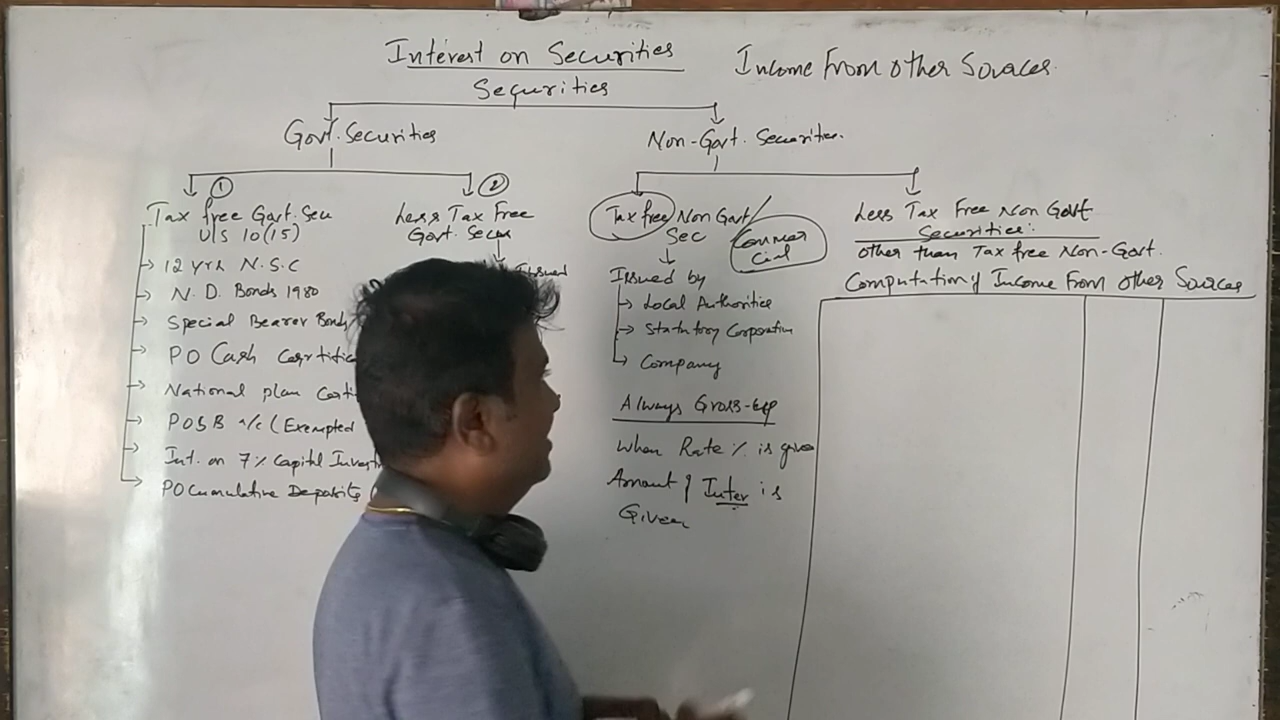 Interest on Securities
Income From Other Sources.
Securities
Govt. Securities
Non-Govt. Securities.
①
②
Tax free Govt. Sec
U/S 10(15)
12 yrs N.S.C
N. D. Bonds 1980
Special Bearer Bonds
PO Cash
National plan
POSB a/c (Exempted
Int. on 7% Capital
PO Cumulative Deposits
Less Tax Free
Govt. Secu
Issued
Tax free Non Govt
Sec
Commer
cial
Issued by
Local Authorities
Statutory Corporation
Company
Always Gross-up
When Rate % is given
Amount of Inter is
Given
Less Tax Free Non Govt
Securities.
other than Tax free Non-Govt.
Computation of Income From Other Sources